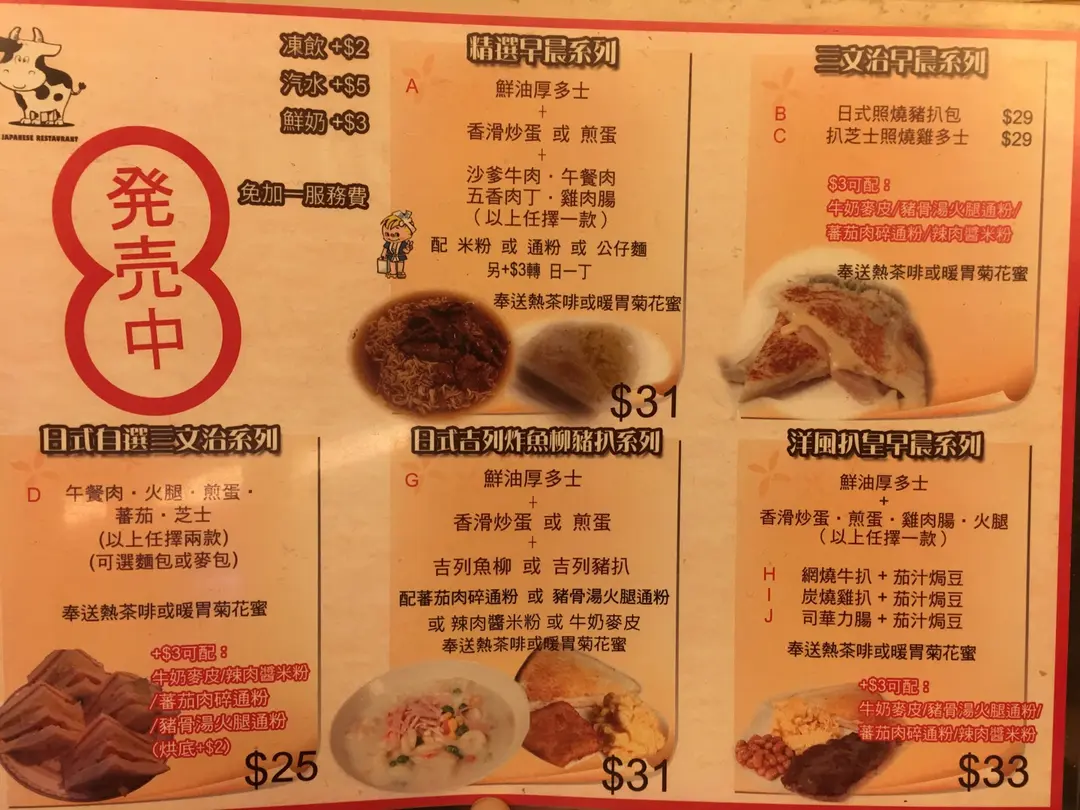 JAPANESE RESTAURANT
発
売
中
凍飲 +$2
汽水 +$5
鮮奶 +$3
免加一服務費
精選早晨系列
A 鮮油厚多士
+
香滑炒蛋 或 煎蛋
+
沙爹牛肉·午餐肉
五香肉丁·雞肉腸
(以上任擇一款)
配 米粉 或 通粉 或 公仔麵
另+$3轉 日一丁
奉送熱茶啡或暖胃菊花蜜
$31
三文治早晨系列
B 日式照燒豬扒包 $29
C 扒芝士照燒雞多士 $29
$3可配:
牛奶麥皮/豬骨湯火腿通粉/
蕃茄肉碎通粉/辣肉醬米粉
奉送熱茶啡或暖胃菊花蜜
日式自選三文治系列
D 午餐肉·火腿·煎蛋·
蕃茄·芝士
(以上任擇兩款)
(可選麵包或麥包)
奉送熱茶啡或暖胃菊花蜜
+$3可配:
牛奶麥皮/辣肉醬米粉
/蕃茄肉碎通粉
/豬骨湯火腿通粉
(烘底+$2)
$25
日式吉列炸魚柳豬扒系列
G 鮮油厚多士
+
香滑炒蛋 或 煎蛋
+
吉列魚柳 或 吉列豬扒
配蕃茄肉碎通粉 或 豬骨湯火腿通粉
或 辣肉醬米粉 或 牛奶麥皮
奉送熱茶啡或暖胃菊花蜜
$31
洋風扒皇早晨系列
鮮油厚多士
+
香滑炒蛋·煎蛋·雞肉腸·火腿
(以上任擇一款)
H 網燒牛扒 + 茄汁焗豆
I 炭燒雞扒 + 茄汁焗豆
J 司華力腸 + 茄汁焗豆
奉送熱茶啡或暖胃菊花蜜
+$3可配:
牛奶麥皮/豬骨湯火腿通粉/
蕃茄肉碎通粉/辣肉醬米粉
$33